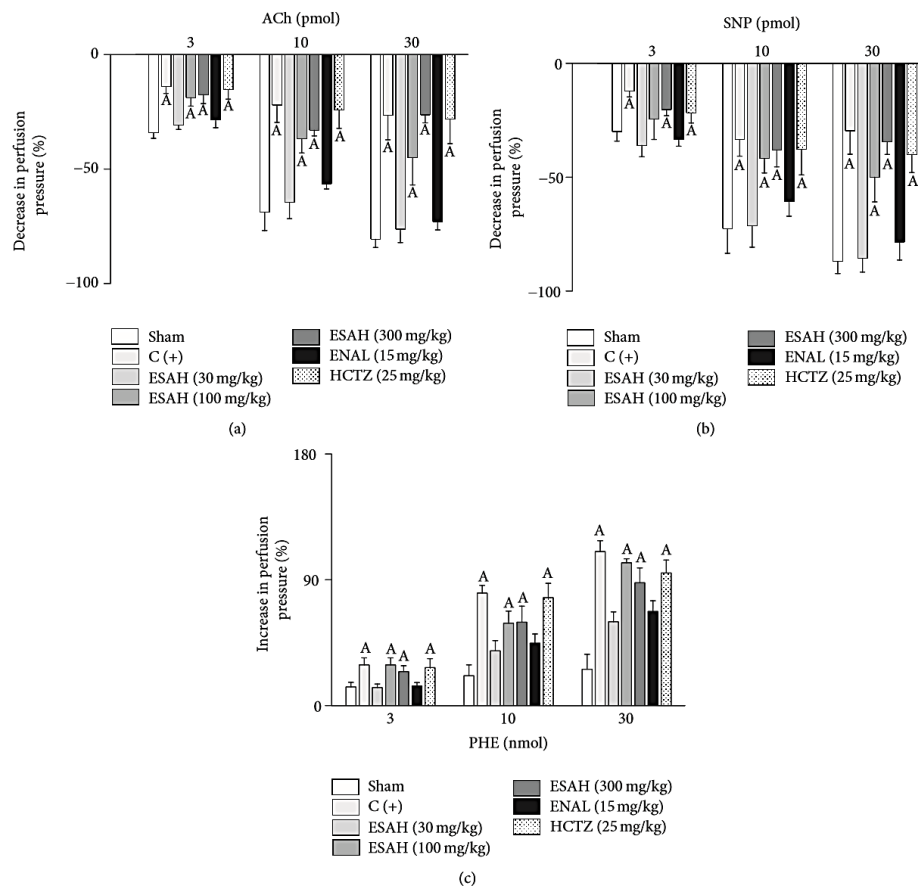 ACh (pmol)
3 10 30
0
−50
−100
Decrease in perfusion
pressure (%)
A A A A
A A A A
A A A A
Sham
C (+)
ESAH (30 mg/kg)
ESAH (100 mg/kg)
ESAH (300 mg/kg)
ENAL (15 mg/kg)
HCTZ (25 mg/kg)
(a)
SNP (pmol)
3 10 30
0
−50
−100
Decrease in perfusion
pressure (%)
A A A
A A A A
A A A A
Sham
C (+)
ESAH (30 mg/kg)
ESAH (100 mg/kg)
ESAH (300 mg/kg)
ENAL (15 mg/kg)
HCTZ (25 mg/kg)
(b)
180
90
0
Increase in perfusion
pressure (%)
A A A A
A A A A
A A A A
3 10 30
PHE (nmol)
Sham
C (+)
ESAH (30 mg/kg)
ESAH (100 mg/kg)
ESAH (300 mg/kg)
ENAL (15 mg/kg)
HCTZ (25 mg/kg)
(c)